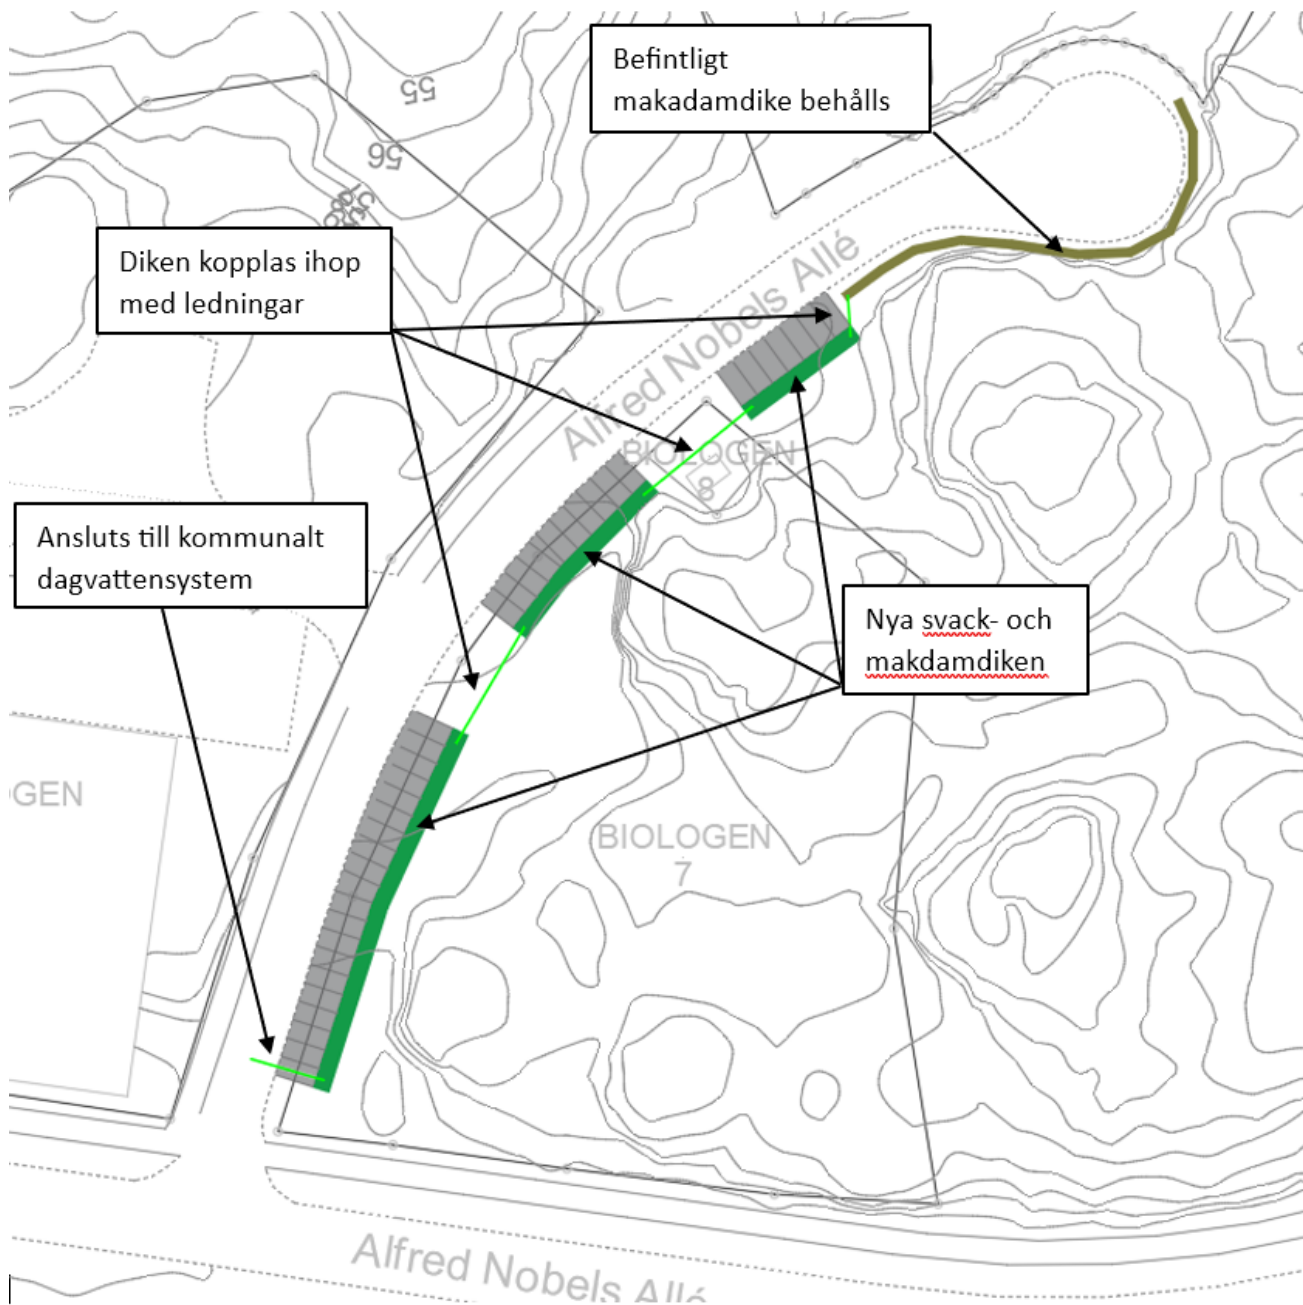 Befintligt
makadamdike behålls
55
56
Diken kopplas ihop
med ledningar
Alfred Nobels Allé
BIOLOGEN
8
Ansluts till kommunalt
dagvattensystem
Nya svack- och
makdamdiken
OGEN
BIOLOGEN
7
Alfred Nobels Allé